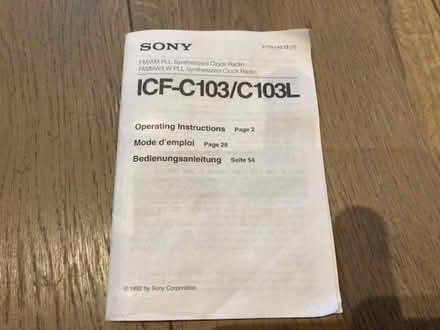 SONY
FM/AM PLL Synthesized Clock Radio
FM/MW/LW PLL Synthesized Clock Radio
ICF-C103/C103L
Operating Instructions Page 2
Mode d'emploi Page 28
Bedienungsanleitung Seite 54
© 1992 by Sony Corporation